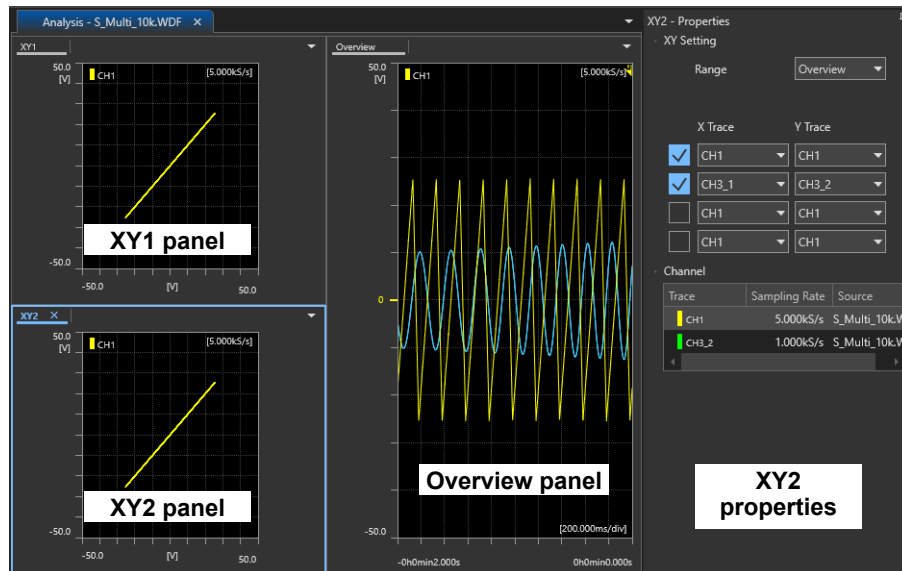 Analysis - S_Multi_10k.WDF ×
XY1
50.0
[V]
CH1
[5.000kS/s]
XY1 panel
-50.0
-50.0
[V]
50.0
XY2 ×
50.0
[V]
CH1
[5.000kS/s]
XY2 panel
-50.0
-50.0
[V]
50.0
Overview
50.0
[V]
CH1
[5.000kS/s]
0
Overview panel
-50.0
[200.000ms/div]
-0h0min2.000s
0h0min0.000s
XY2 - Properties
XY Setting
Range
Overview
X Trace
Y Trace
CH1
CH1
CH3_1
CH3_2
CH1
CH1
CH1
CH1
Channel
Trace
Sampling Rate
Source
CH1
5.000kS/s
S_Multi_10k.W
CH3_2
1.000kS/s
S_Multi_10k.W
XY2
properties